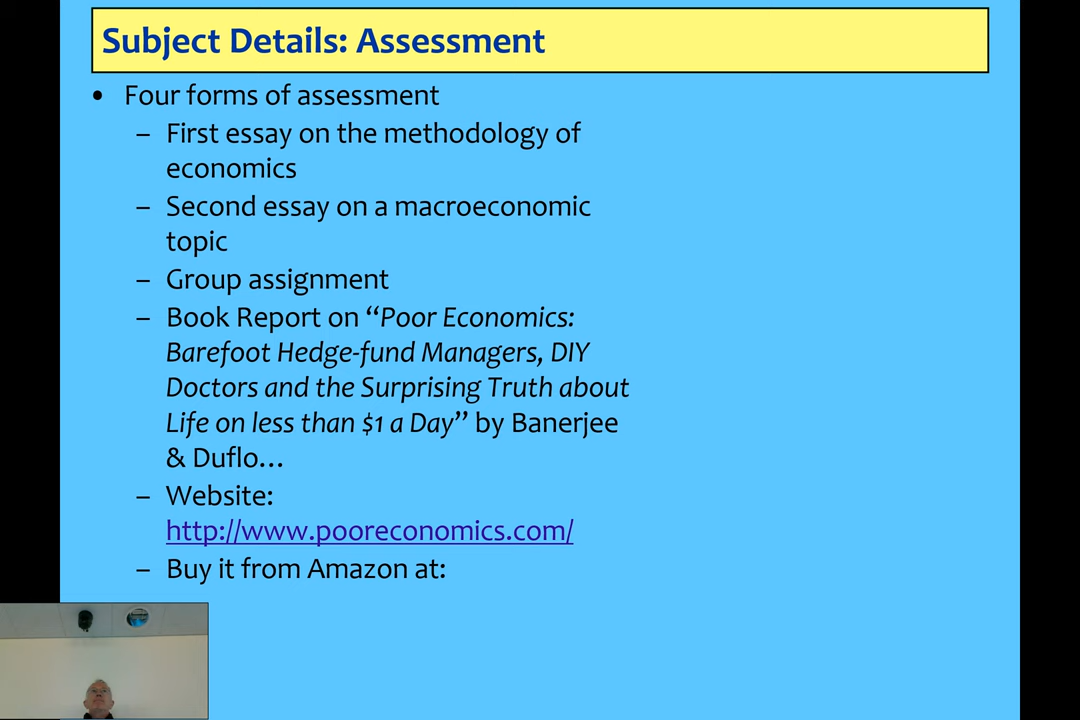 Subject Details: Assessment
• Four forms of assessment
– First essay on the methodology of
economics
– Second essay on a macroeconomic
topic
– Group assignment
– Book Report on “Poor Economics:
Barefoot Hedge-fund Managers, DIY
Doctors and the Surprising Truth about
Life on less than $1 a Day” by Banerjee
& Duflo…
– Website:
http://www.pooreconomics.com/
– Buy it from Amazon at: